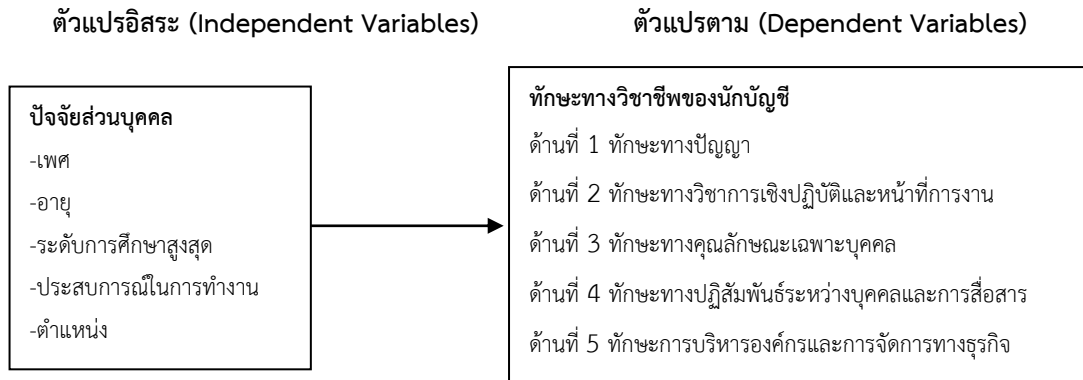 ตัวแปรอิสระ (Independent Variables)
ตัวแปรตาม (Dependent Variables)
ปัจจัยส่วนบุคคล
-เพศ
-อายุ
-ระดับการศึกษาสูงสุด
-ประสบการณ์ในการทำงาน
-ตำแหน่ง
ทักษะทางวิชาชีพของนักบัญชี
ด้านที่ 1 ทักษะทางปัญญา
ด้านที่ 2 ทักษะทางวิชาการเชิงปฏิบัติและหน้าที่การงาน
ด้านที่ 3 ทักษะทางคุณลักษณะเฉพาะบุคคล
ด้านที่ 4 ทักษะทางปฏิสัมพันธ์ระหว่างบุคคลและการสื่อสาร
ด้านที่ 5 ทักษะการบริหารองค์กรและการจัดการทางธุรกิจ